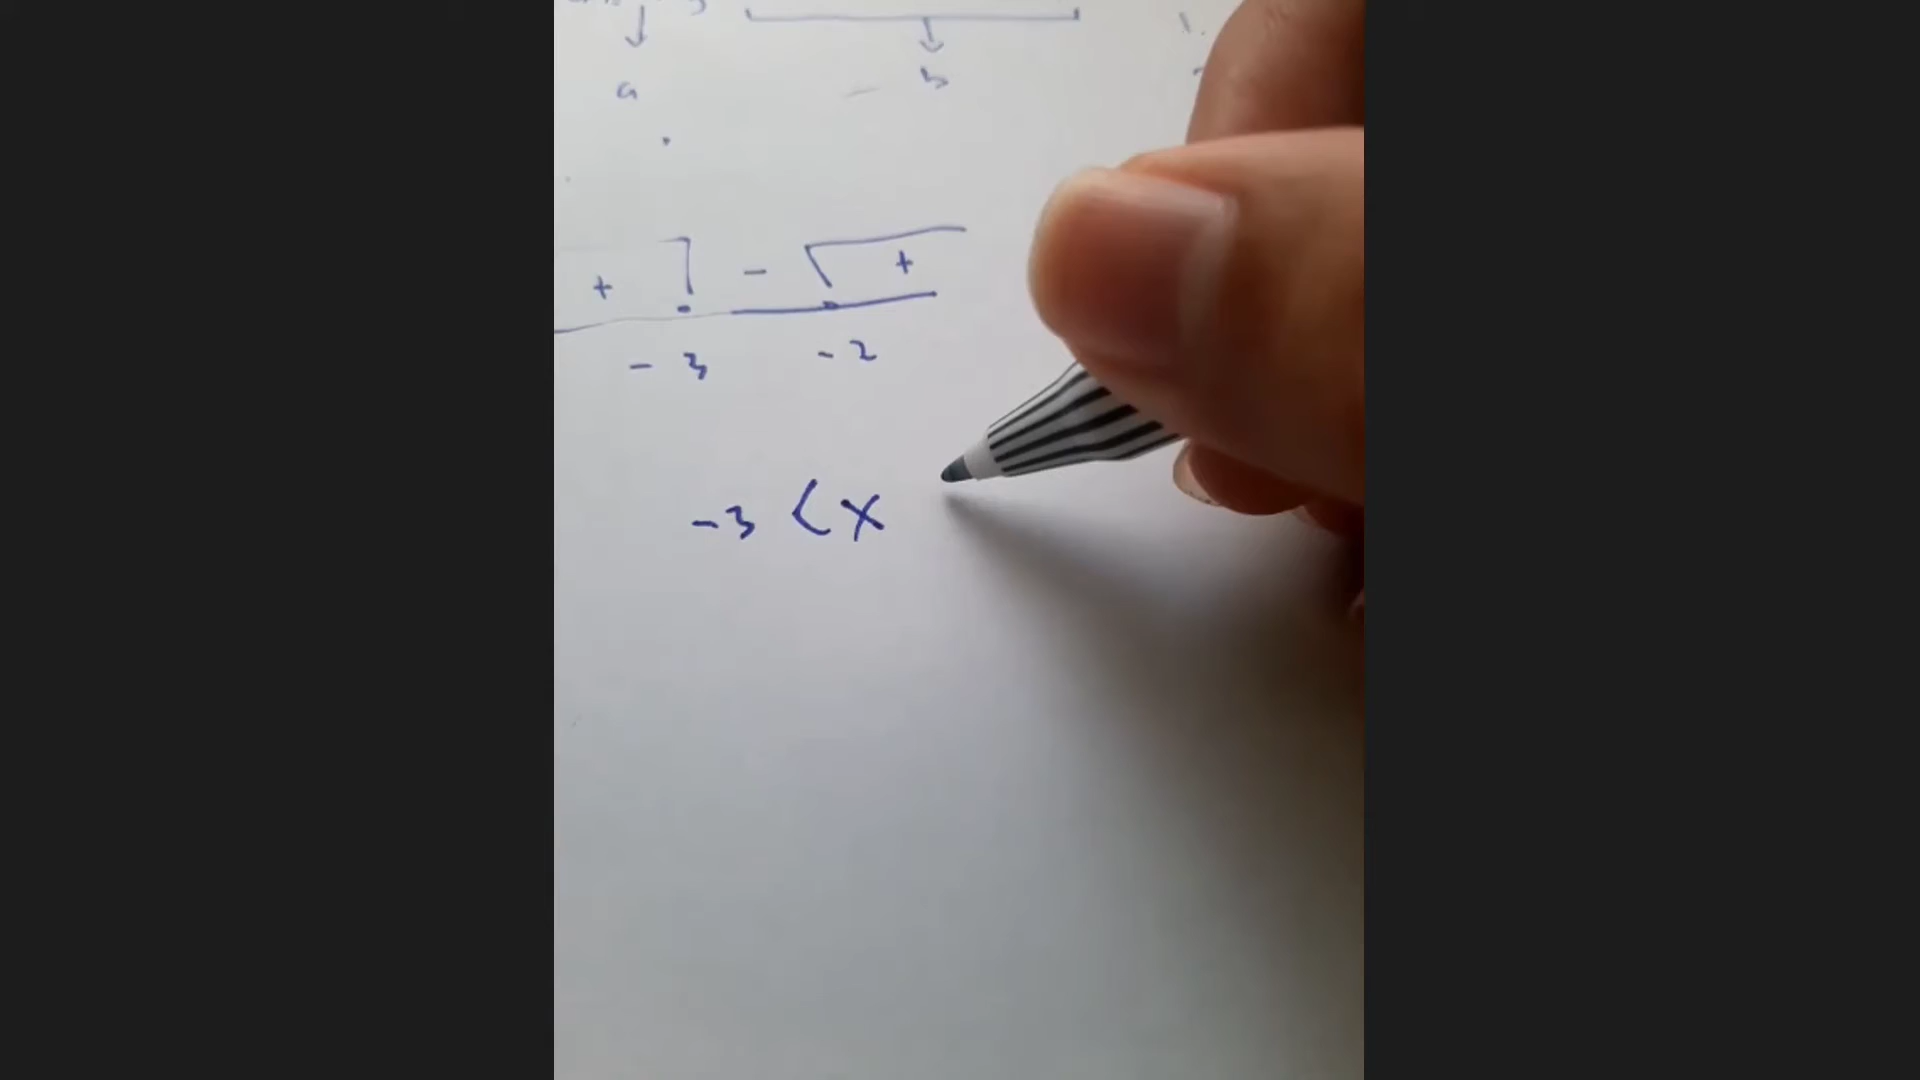 a b
+ - +
- 3 - 2
-3 < x